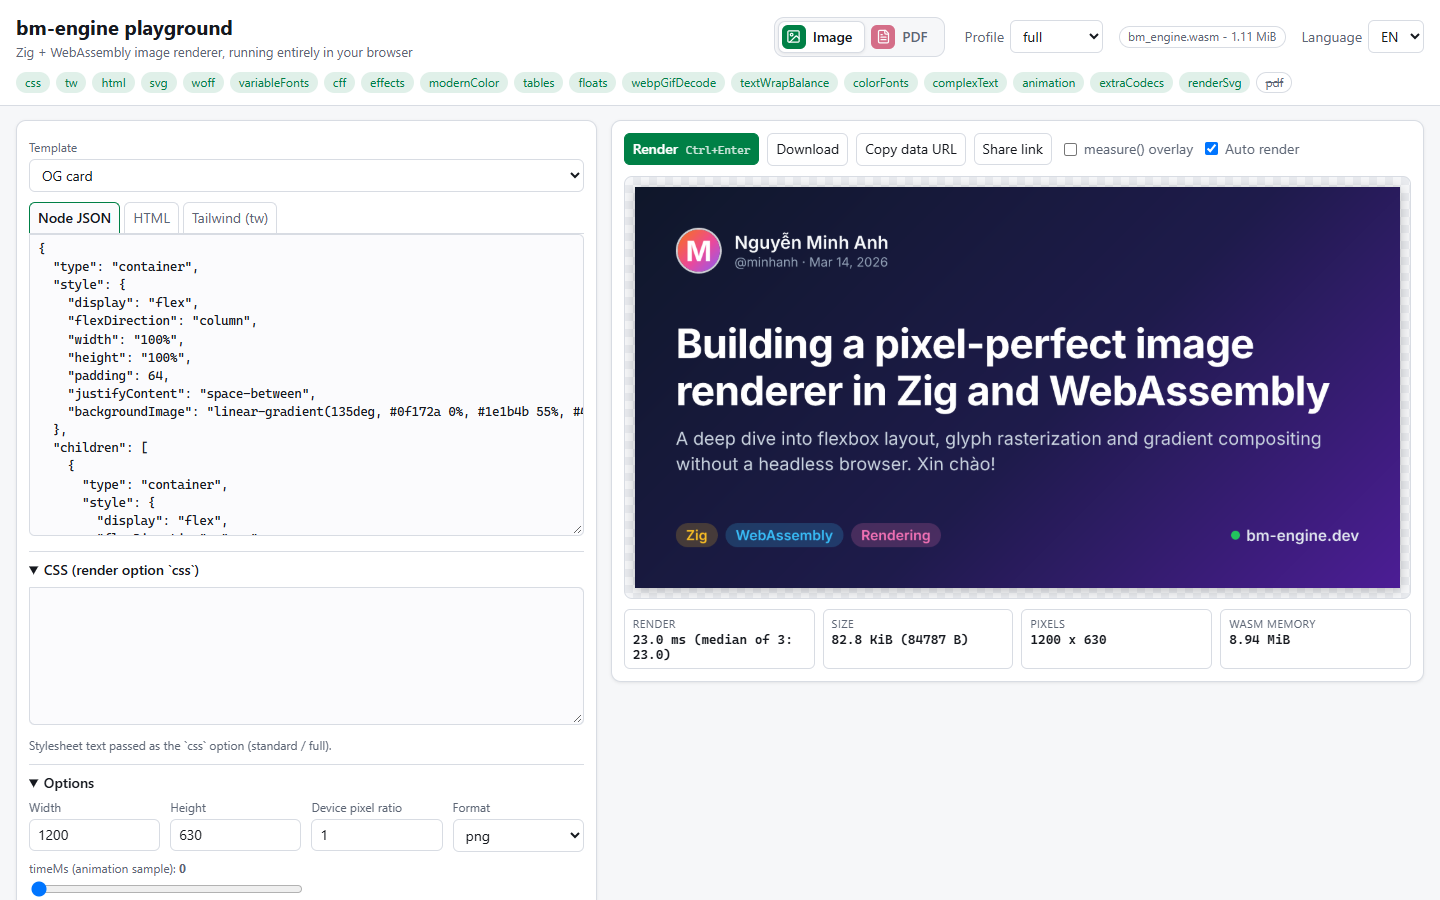 bm-engine playground
Zig + WebAssembly image renderer, running entirely in your browser
Image
PDF
Profile
full
bm_engine.wasm - 1.11 MiB
Language
EN
css
tw
html
svg
woff
variableFonts
cff
effects
modernColor
tables
floats
webpGifDecode
textWrapBalance
colorFonts
complexText
animation
extraCodecs
renderSvg
pdf
Template
OG card
Node JSON
HTML
Tailwind (tw)
{
"type": "container",
"style": {
"display": "flex",
"flexDirection": "column",
"width": "100%",
"height": "100%",
"padding": 64,
"justifyContent": "space-between",
"backgroundImage": "linear-gradient(135deg, #0f172a 0%, #1e1b4b 55%,
},
"children": [
{
"type": "container",
"style": {
"display": "flex",
CSS (render option `css`)
Stylesheet text passed as the `css` option (standard / full).
Options
Width
Height
Device pixel ratio
Format
1200
630
1
png
timeMs (animation sample): 0
Render Ctrl+Enter
Download
Copy data URL
Share link
measure() overlay
Auto render
M
Nguyễn Minh Anh
@minhanh · Mar 14, 2026
Building a pixel-perfect image
renderer in Zig and WebAssembly
A deep dive into flexbox layout, glyph rasterization and gradient compositing
without a headless browser. Xin chào!
Zig
WebAssembly
Rendering
bm-engine.dev
RENDER
23.0 ms (median of 3:
23.0)
SIZE
82.8 KiB (84787 B)
PIXELS
1200 x 630
WASM MEMORY
8.94 MiB